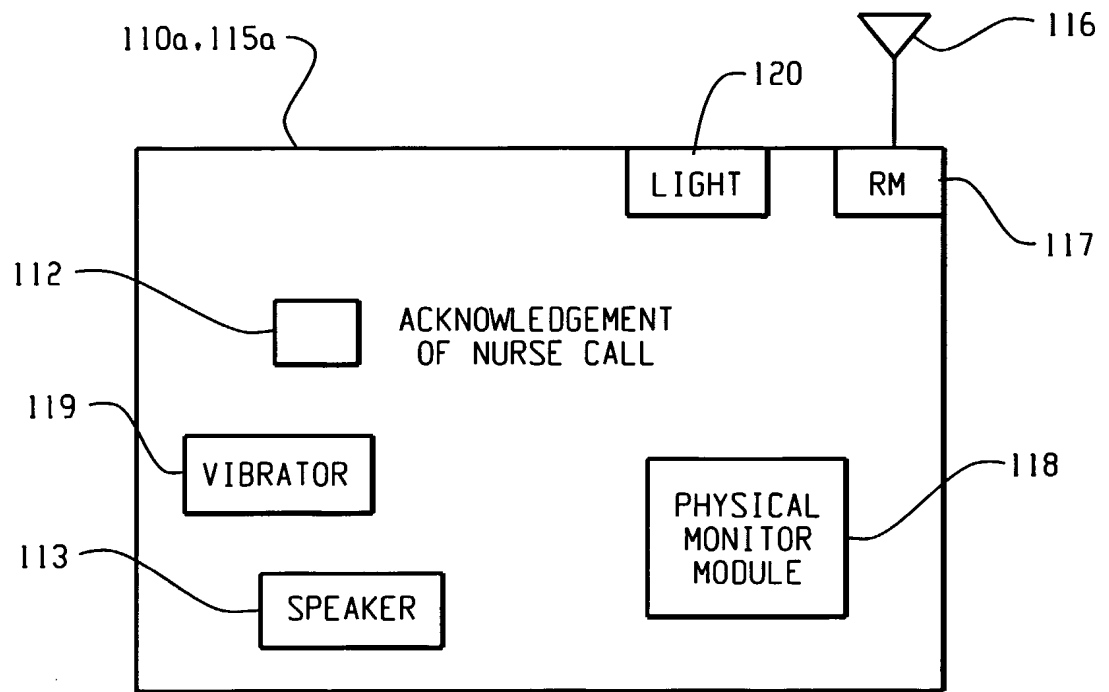 110a,115a
116
120
LIGHT
RM
117
112
ACKNOWLEDGEMENT
OF NURSE CALL
119
VIBRATOR
118
PHYSICAL
MONITOR
MODULE
113
SPEAKER